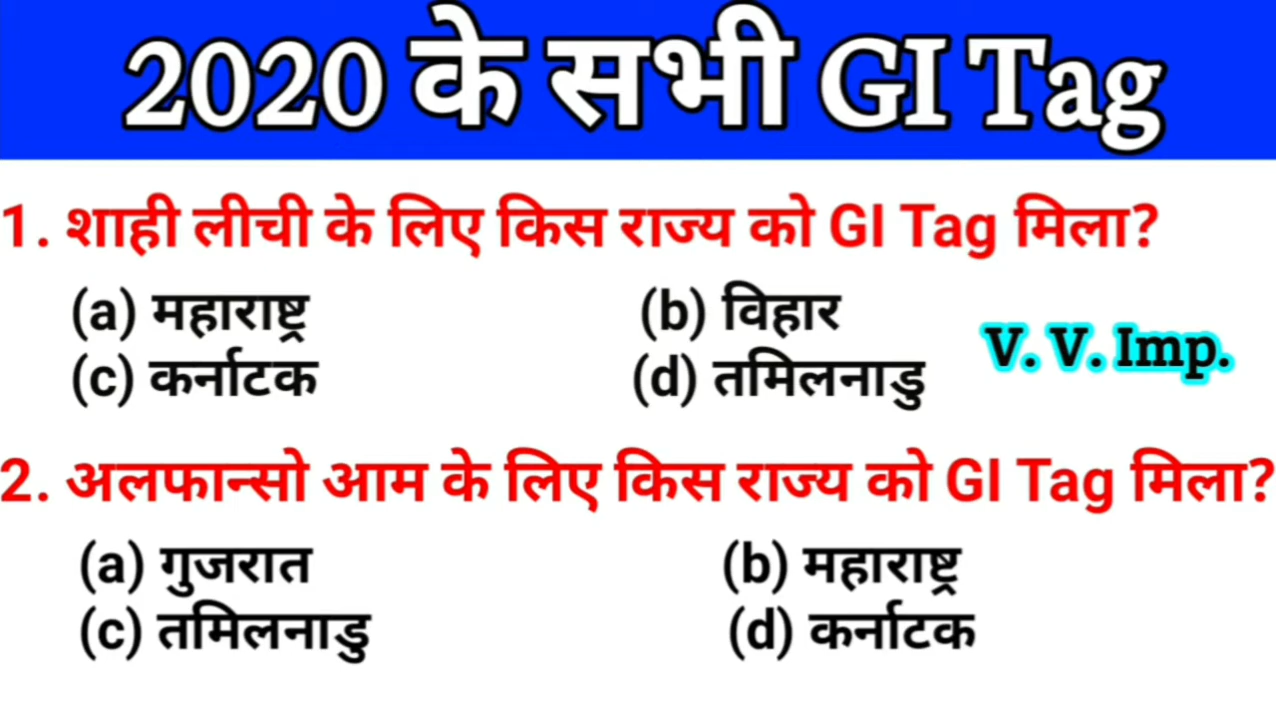 2020 के सभी GI Tag
1. शाही लीची के लिए किस राज्य को GI Tag मिला?
(a) महाराष्ट्र (b) विहार
(c) कर्नाटक (d) तमिलनाडु
V. V. Imp.
2. अलफान्सो आम के लिए किस राज्य को GI Tag मिला?
(a) गुजरात (b) महाराष्ट्र
(c) तमिलनाडु (d) कर्नाटक